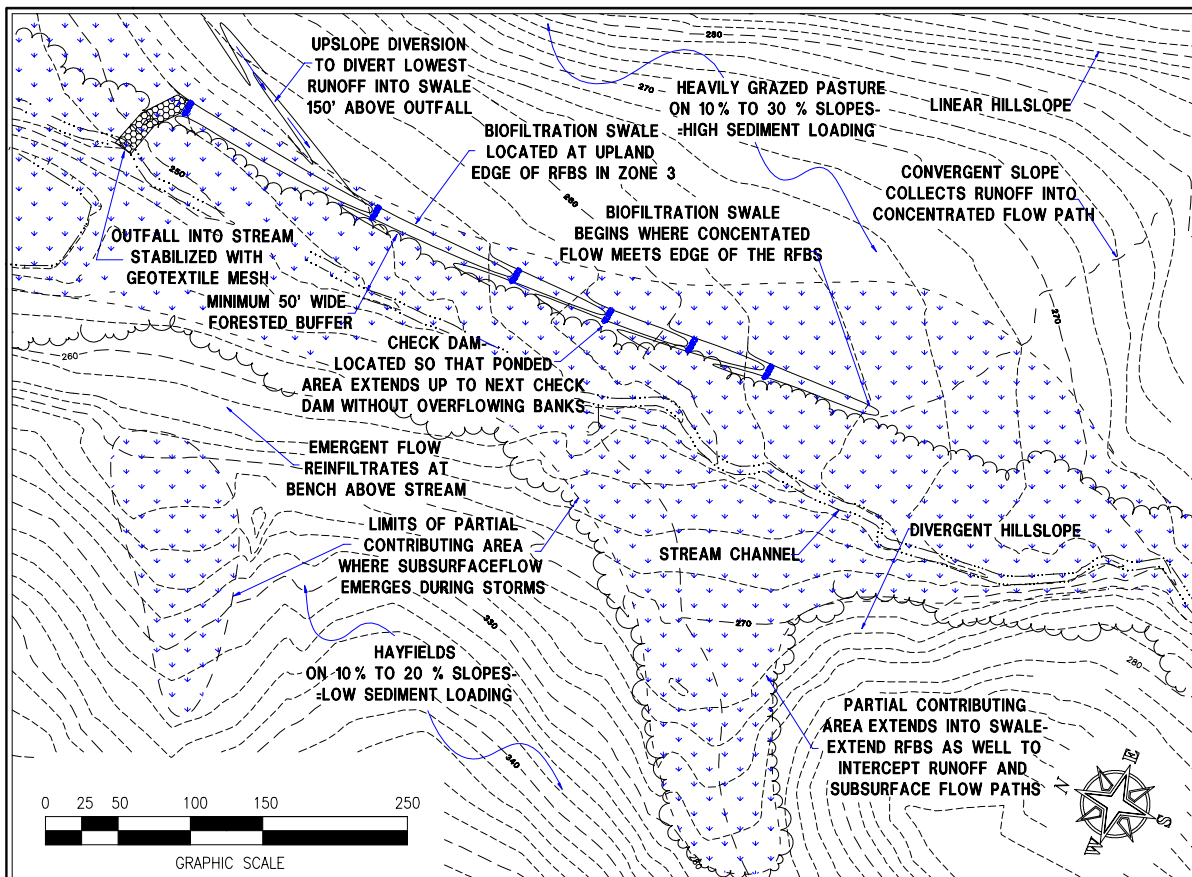 280
UPSLOPE DIVERSION
TO DIVERT LOWEST
RUNOFF INTO SWALE
150' ABOVE OUTFALL
270
HEAVILY GRAZED PASTURE
ON 10% TO 30 % SLOPES-
=HIGH SEDIMENT LOADING
LINEAR HILLSLOPE
BIOFILTRATION SWALE
LOCATED AT UPLAND
EDGE OF RFBS IN ZONE 3
250
CONVERGENT SLOPE
COLLECTS RUNOFF INTO
CONCENTRATED FLOW PATH
260
BIOFILTRATION SWALE
BEGINS WHERE CONCENTATED
FLOW MEETS EDGE OF THE RFBS
OUTFALL INTO STREAM
STABILIZED WITH
GEOTEXTILE MESH
MINIMUM 50' WIDE
FORESTED BUFFER
270
CHECK DAM-
LOCATED SO THAT PONDED
AREA EXTENDS UP TO NEXT CHECK
DAM WITHOUT OVERFLOWING BANKS
260
EMERGENT FLOW
REINFILTRATES AT
BENCH ABOVE STREAM
LIMITS OF PARTIAL
CONTRIBUTING AREA
WHERE SUBSURFACEFLOW
EMERGES DURING STORMS
STREAM CHANNEL
DIVERGENT HILLSLOPE
330
270
HAYFIELDS
ON 10% TO 20 % SLOPES-
=LOW SEDIMENT LOADING
280
PARTIAL CONTRIBUTING
AREA EXTENDS INTO SWALE-
EXTEND RFBS AS WELL TO
INTERCEPT RUNOFF AND
SUBSURFACE FLOW PATHS
340
N
E
S
W
0 25 50 100 150 250
GRAPHIC SCALE